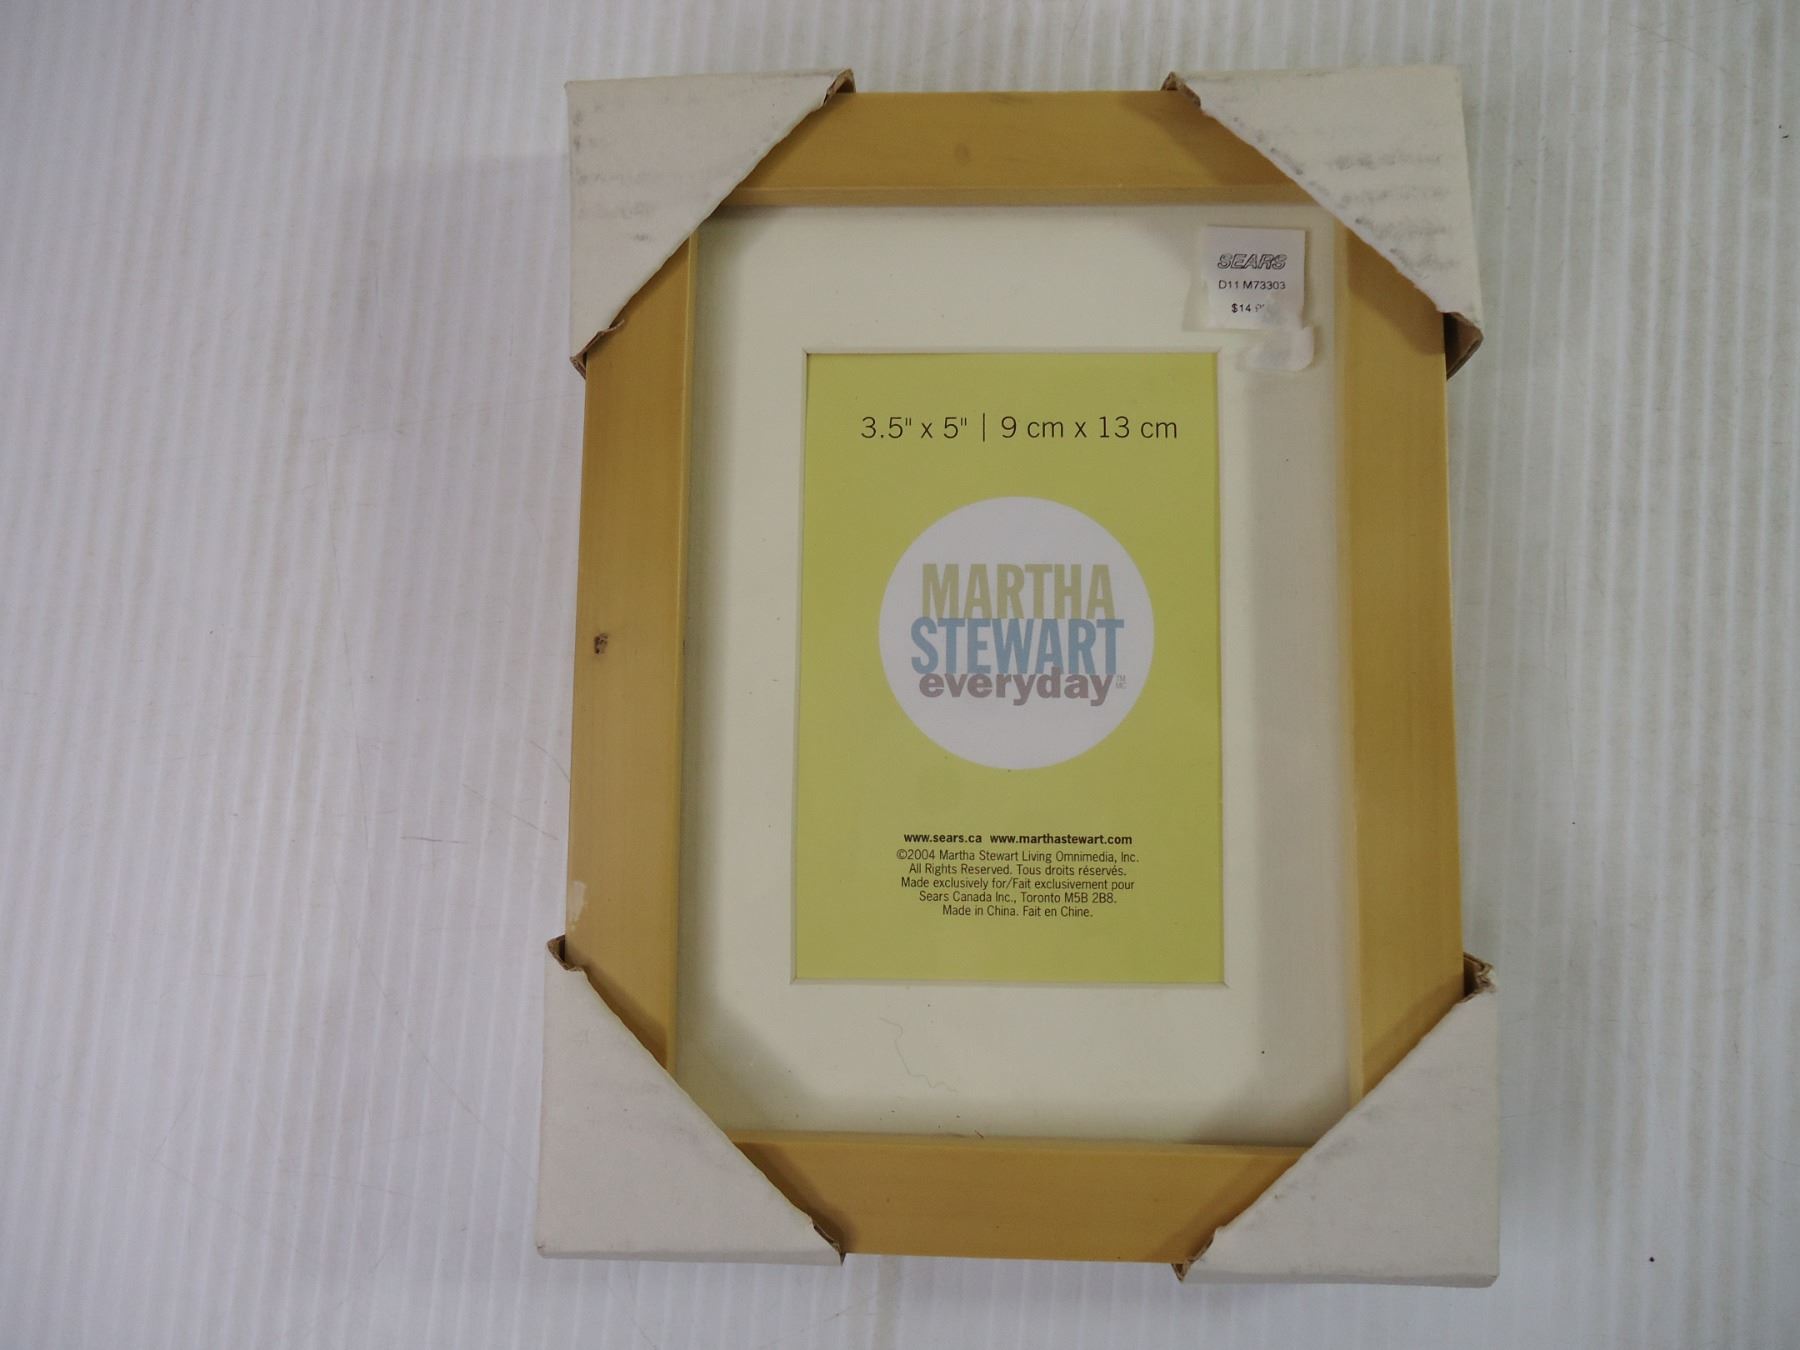 SEARS
D11 M73303
$14
3.5" x 5" | 9 cm x 13 cm
MARTHA
STEWART
everyday TM MC
www.sears.ca www.marthastewart.com
©2004 Martha Stewart Living Omnimedia, Inc.
All Rights Reserved. Tous droits réservés.
Made exclusively for/Fait exclusivement pour
Sears Canada Inc., Toronto M5B 2B8.
Made in China. Fait en Chine.